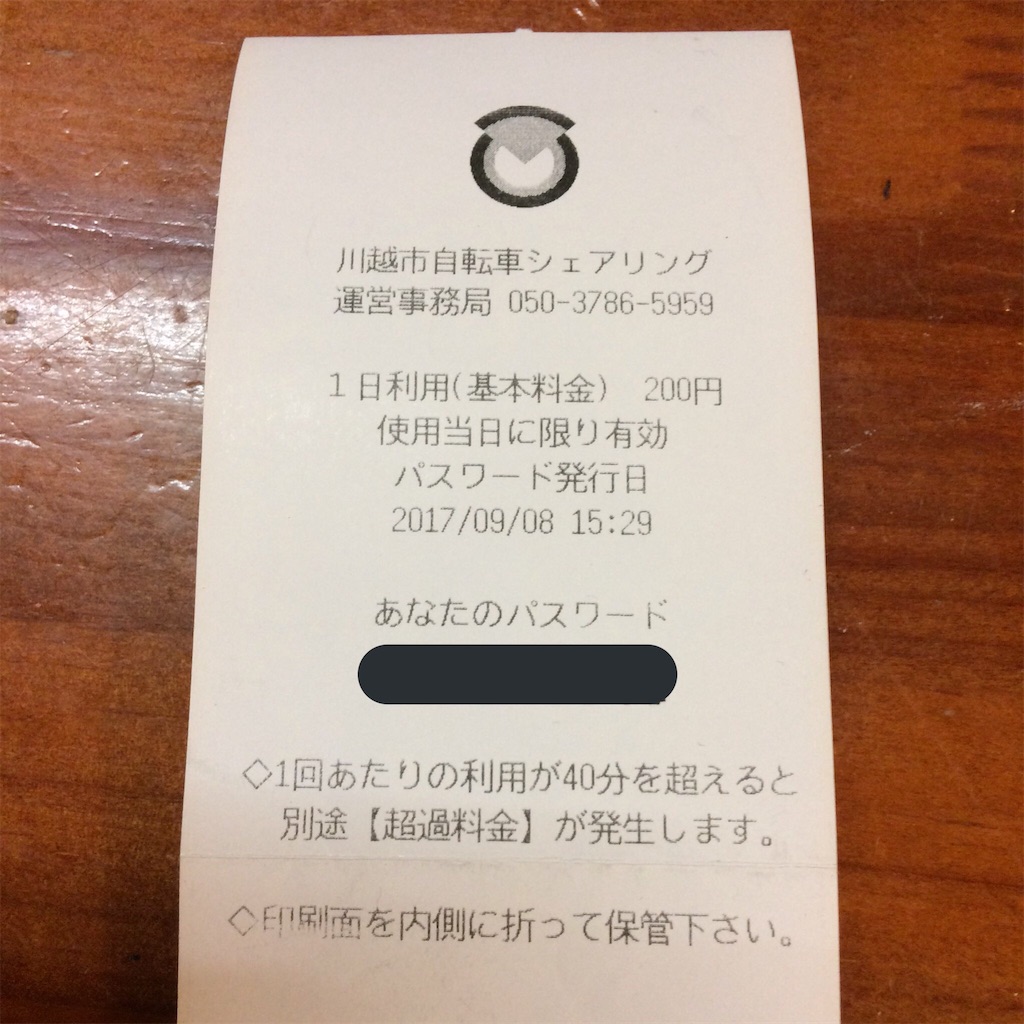 川越市自転車シェアリング
運営事務局 050-3786-5959
1日利用(基本料金) 200円
使用当日に限り有効
パスワード発行日
2017/09/08 15:29
あなたのパスワード
◇1回あたりの利用が40分を超えると
別途【超過料金】が発生します。
◇印刷面を内側に折って保管下さい。